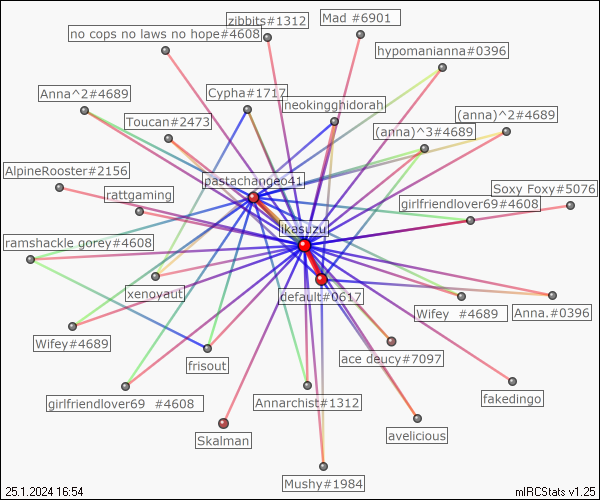 zibbits#1312
Mad #6901
no cops no laws no hope#4608
hypomanianna#0396
Anna^2#4689
Cypha#1717
neokingghidorah
(anna)^2#4689
Toucan#2473
(anna)^3#4689
AlpineRooster#2156
pastachangeo41
rattgaming
Soxy Foxy#5076
girlfriendlover69#4608
ikasuzu
ramshackle gorey#4608
xenoyaut
default#0617
Wifey #4689
Anna.#0396
Wifey#4689
frisout
ace deucy#7097
girlfriendlover69 #4608
Annarchist#1312
fakedingo
Skalman
avelicious
Mushy#1984
25.1.2024 16:54
mIRCStats v1.25